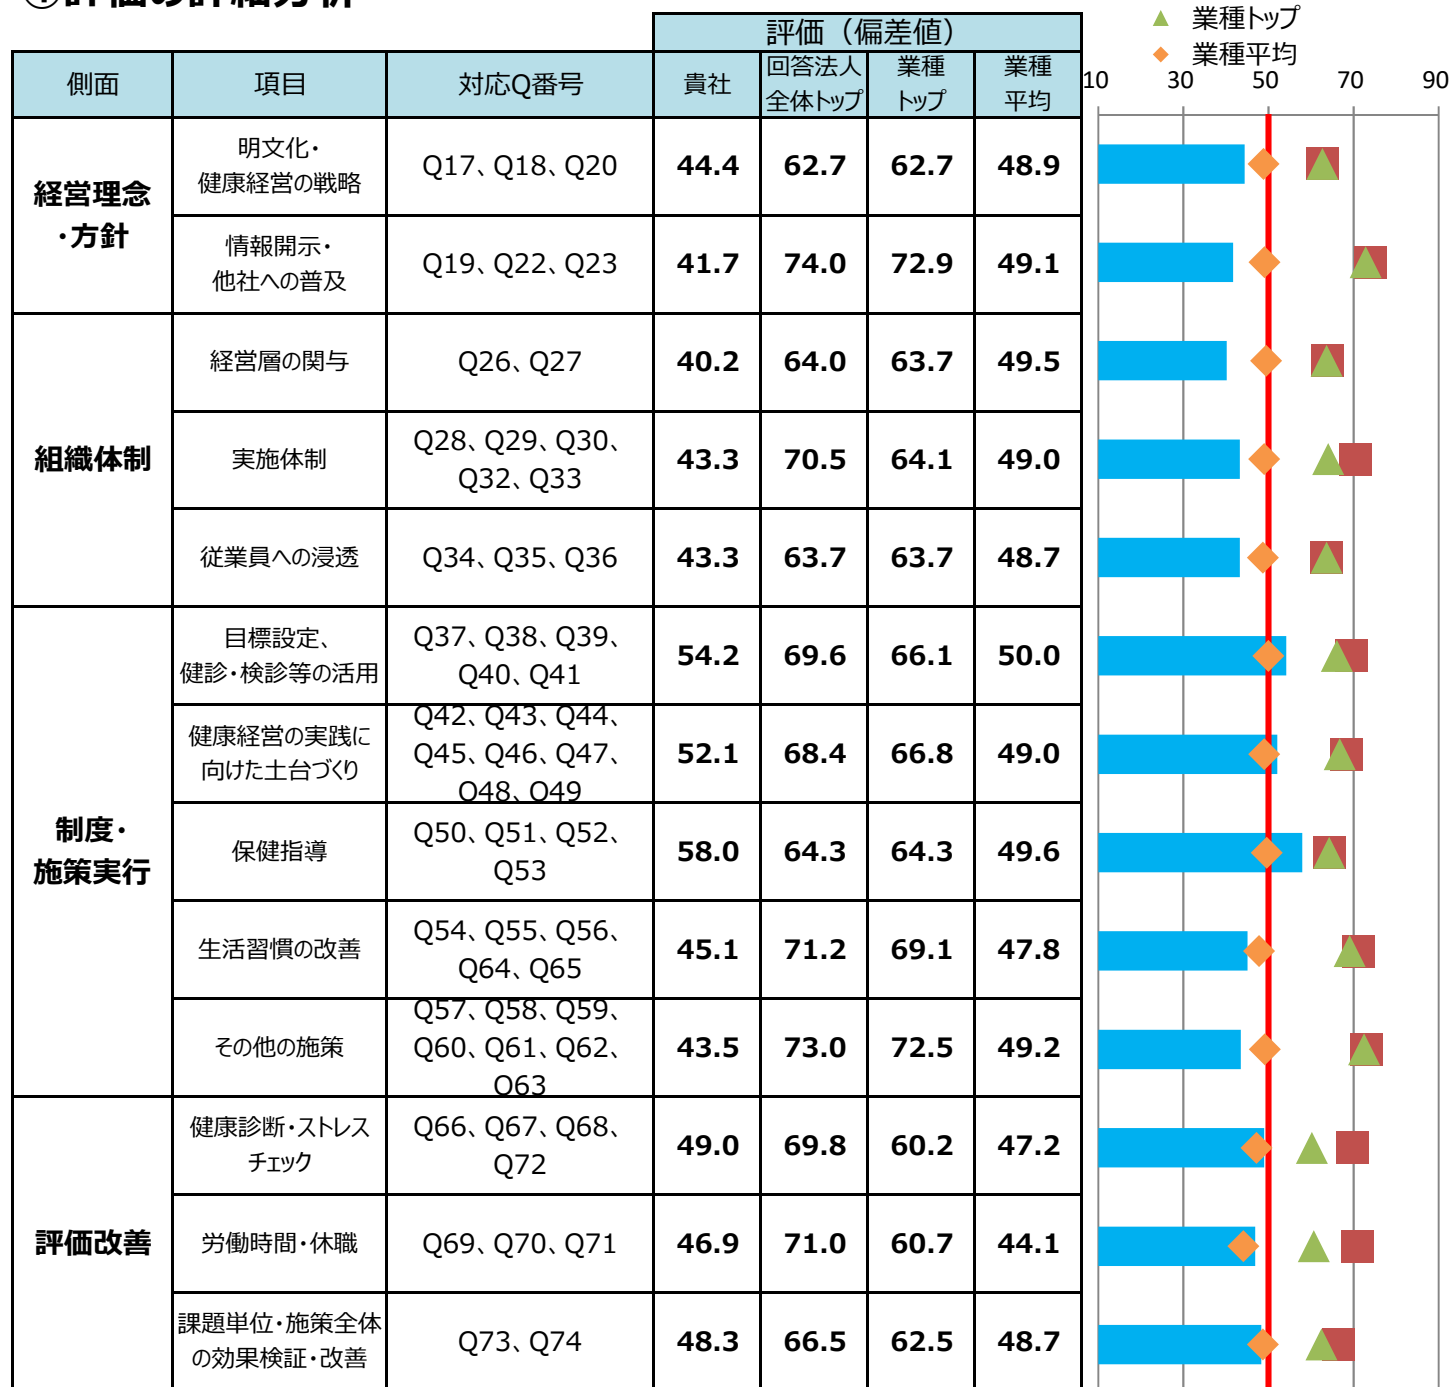 評価（偏差値）
▲ 業種トップ
◆ 業種平均
側面 項目 対応Q番号 貴社 回答法人 業種 業種
全体トップ トップ 平均
10 30 50 70 90
経営理念
・方針
明文化・
健康経営の戦略
Q17、Q18、Q20 44.4 62.7 62.7 48.9
情報開示・
他社への普及
Q19、Q22、Q23 41.7 74.0 72.9 49.1
組織体制
経営層の関与 Q26、Q27 40.2 64.0 63.7 49.5
実施体制
Q28、Q29、Q30、
Q32、Q33
43.3 70.5 64.1 49.0
従業員への浸透 Q34、Q35、Q36 43.3 63.7 63.7 48.7
制度・
施策実行
目標設定、
健診・検診等の活用
Q37、Q38、Q39、
Q40、Q41
54.2 69.6 66.1 50.0
健康経営の実践に
向けた土台づくり
Q42、Q43、Q44、
Q45、Q46、Q47、
Q48、Q49
52.1 68.4 66.8 49.0
保健指導
Q50、Q51、Q52、
Q53
58.0 64.3 64.3 49.6
生活習慣の改善
Q54、Q55、Q56、
Q64、Q65
45.1 71.2 69.1 47.8
その他の施策
Q57、Q58、Q59、
Q60、Q61、Q62、
Q63
43.5 73.0 72.5 49.2
評価改善
健康診断・ストレス
チェック
Q66、Q67、Q68、
Q72
49.0 69.8 60.2 47.2
労働時間・休職 Q69、Q70、Q71 46.9 71.0 60.7 44.1
課題単位・施策全体
の効果検証・改善
Q73、Q74 48.3 66.5 62.5 48.7